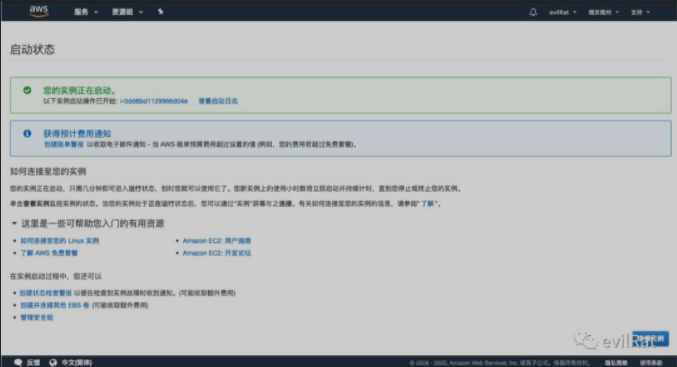 aws 服务 资源组 evilRat 俄亥俄州 支持
启动状态
您的实例正在启动。
以下实例启动操作已开始: i-0dd8bd1129966d04e 查看启动日志
获得预计费用通知
创建账单警报 以收取电子邮件通知 - 当 AWS 账单预算费用超过设置的值 (例如，您的费用若超过免费套餐)。
如何连接至您的实例
您的实例正在启动，只需几分钟即可进入运行状态，到时您就可以使用它了。您新实例上的使用小时数将立即启动并持续计时，直到您停止或终止您的实例。
单击查看实例监控实例的状态。当您的实例处于正在运行状态后，您可以通过“实例”屏幕与之连接。有关如何连接至您的实例的信息，请参阅“了解”。
这里是一些可帮助您入门的有用资源
如何连接至您的 Linux 实例 Amazon EC2: 用户指南
了解 AWS 免费套餐 Amazon EC2: 开发论坛
在实例启动过程中，您还可以
创建状态检查警报 以便在检查到实例故障时收到通知。(可能收取额外费用)
创建并连接其他 EBS 卷 (可能收取额外费用)
管理安全组
evilRat
反馈 中文(简体) © 2008 - 2020, Amazon Web Services, Inc. 或其子公司。保留所有权利。 隐私策略 使用条款